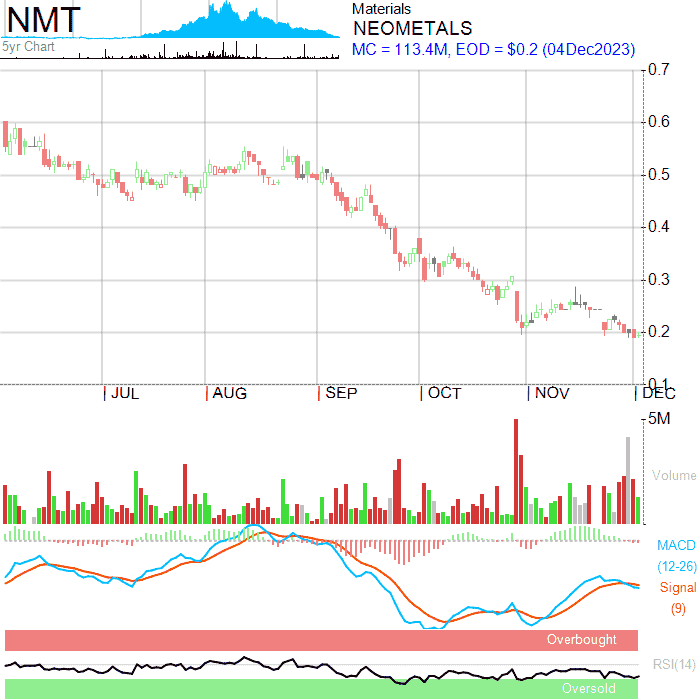 NMT
5yr Chart
Materials
NEOMETALS
MC = 113.4M, EOD = $0.2 (04Dec2023)
0.7
0.6
0.5
0.4
0.3
0.2
0.1
JUL AUG SEP OCT NOV DEC
5M
Volume
MACD
(12-26)
Signal
(9)
Overbought
RSI(14)
Oversold